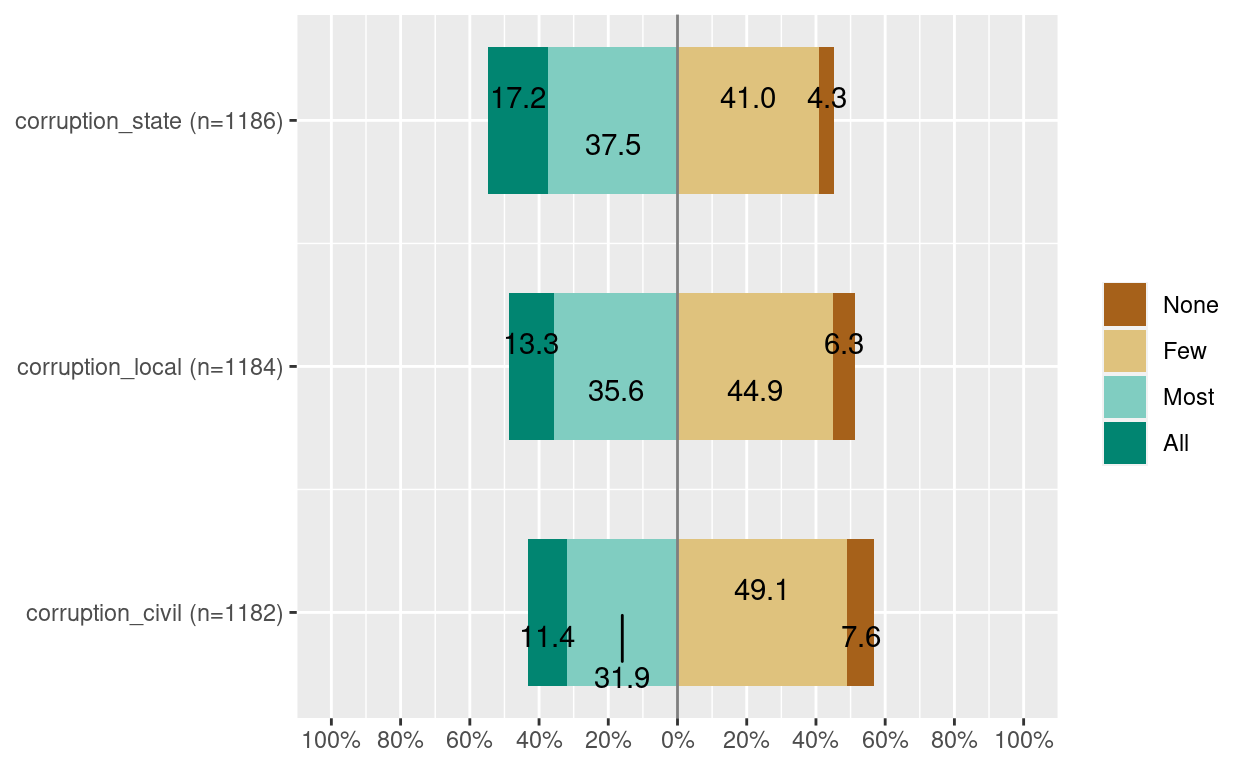 corruption_state (n=1186)
17.2
37.5
41.0
4.3
corruption_local (n=1184)
13.3
35.6
44.9
6.3
corruption_civil (n=1182)
11.4
31.9
49.1
7.6
100% 80% 60% 40% 20% 0% 20% 40% 60% 80% 100%
None
Few
Most
All